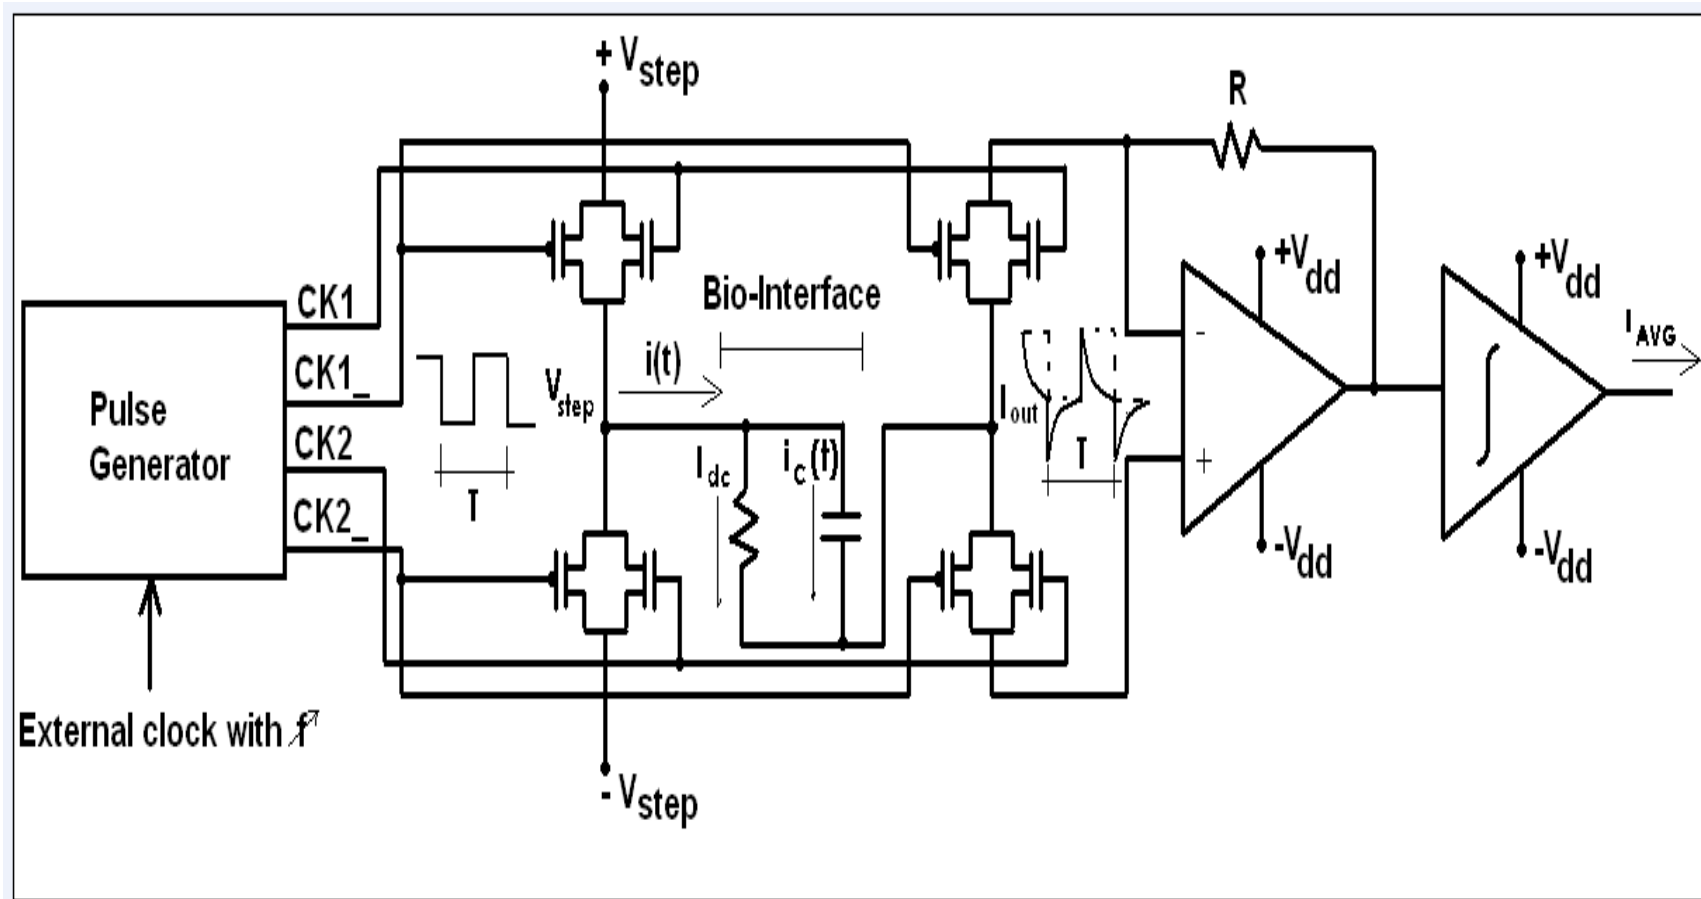 + Vstep
R
CK1
CK1_
CK2
CK2_
Pulse
Generator
External clock with f
T
Vstep
i(t)
Bio-Interface
Idc
ic(t)
- Vstep
Iout
T
-
+
+Vdd
-Vdd
+Vdd
-Vdd
∫
IAVG